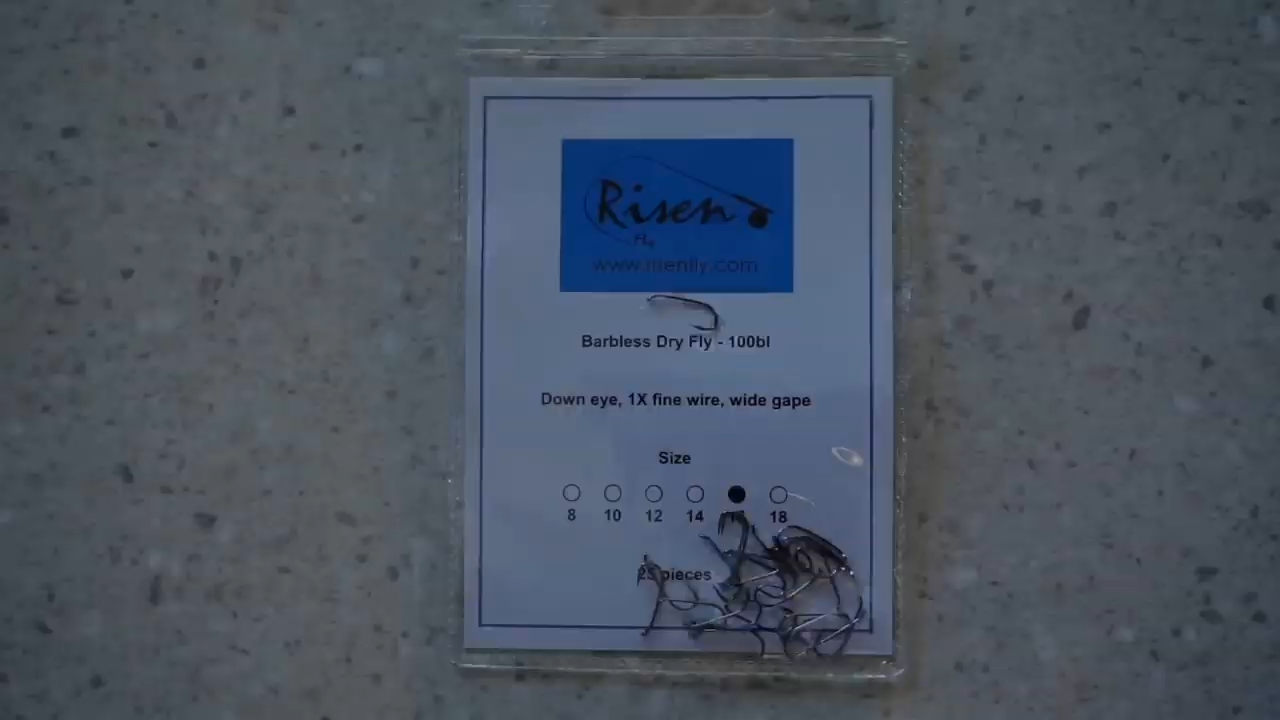 Risen
Fly
www.risenfly.com
Barbless Dry Fly - 100bl
Down eye, 1X fine wire, wide gape
Size
8 10 12 14 18
25 pieces